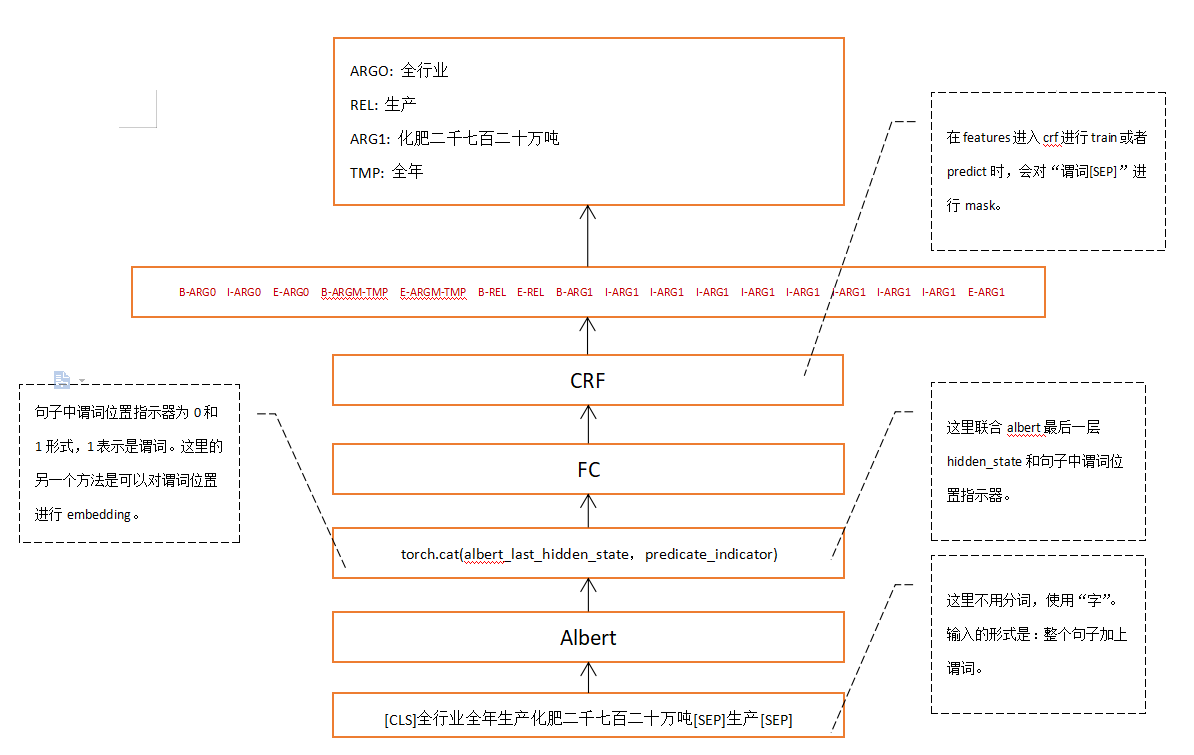 ARGO: 全行业
REL: 生产
ARG1: 化肥二千七百二十万吨
TMP: 全年
在 features 进入 crf 进行 train 或者
predict 时，会对“谓词[SEP]”进
行 mask。
B-ARG0 I-ARG0 E-ARG0 B-ARGM-TMP E-ARGM-TMP B-REL E-REL B-ARG1 I-ARG1 I-ARG1 I-ARG1 I-ARG1 I-ARG1 I-ARG1 I-ARG1 I-ARG1 E-ARG1
CRF
句子中谓词位置指示器为 0 和
1 形式，1 表示是谓词。这里的
另一个方法是可以对谓词位置
进行 embedding。
这里联合 albert 最后一层
hidden_state 和句子中谓词位
置指示器。
FC
torch.cat(albert_last_hidden_state，predicate_indicator)
Albert
这里不用分词，使用“字”。
输入的形式是：整个句子加上
谓词。
[CLS]全行业全年生产化肥二千七百二十万吨[SEP]生产[SEP]